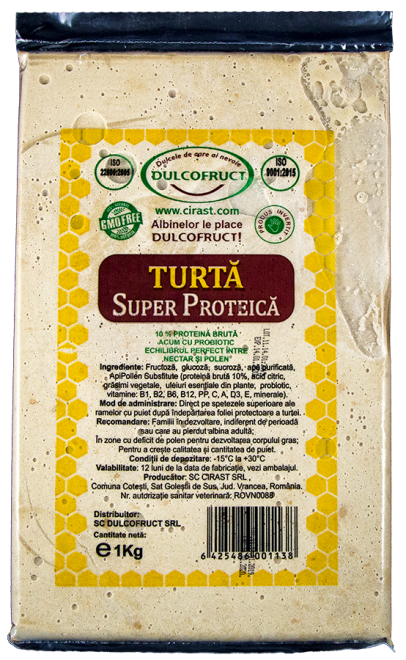 Dulcele de care ai nevoie
DULCOFRUCT
ISO
22000:2005
ISO
9001:2015
www.cirast.com
GMO FREE
Albinelor le place
DULCOFRUCT!
PRODUS INVERTIT
TURTĂ
SUPER PROTEICĂ
10 % PROTEINĂ BRUTĂ
ACUM CU PROBIOTIC
ECHILIBRUL PERFECT ÎNTRE
NECTAR ȘI POLEN
Ingrediente: Fructoză, glucoză, sucroză, apă purificată,
ApiPollen Substitute (proteină brută 10%, acid citric,
grăsimi vegetale, uleiuri esențiale din plante, probiotic,
vitamine: B1, B2, B6, B12, PP, C, A, D3, E, minerale).
Mod de administrare: Direct pe spetezele superioare ale
ramelor cu puiet după îndepărtarea foliei protectoare a turtei.
Recomandare: Familii în dezvoltare, indiferent de perioadă
sau care au pierdut albina adultă;
În zone cu deficit de polen pentru dezvoltarea corpului gras;
Pentru a crește calitatea și cantitatea de puiet.
Condiții de depozitare: -15°C la +30°C
Valabilitate: 12 luni de la data de fabricație, vezi ambalajul.
Producător: SC CIRAST SRL,
Comuna Cotești, Sat Goleștii de Sus, Jud. Vrancea, România.
Nr. autorizație sanitar veterinară: ROVN0088
Distribuitor:
SC DULCOFRUCT SRL
Cantitate netă:
e 1Kg
6 425486 001138